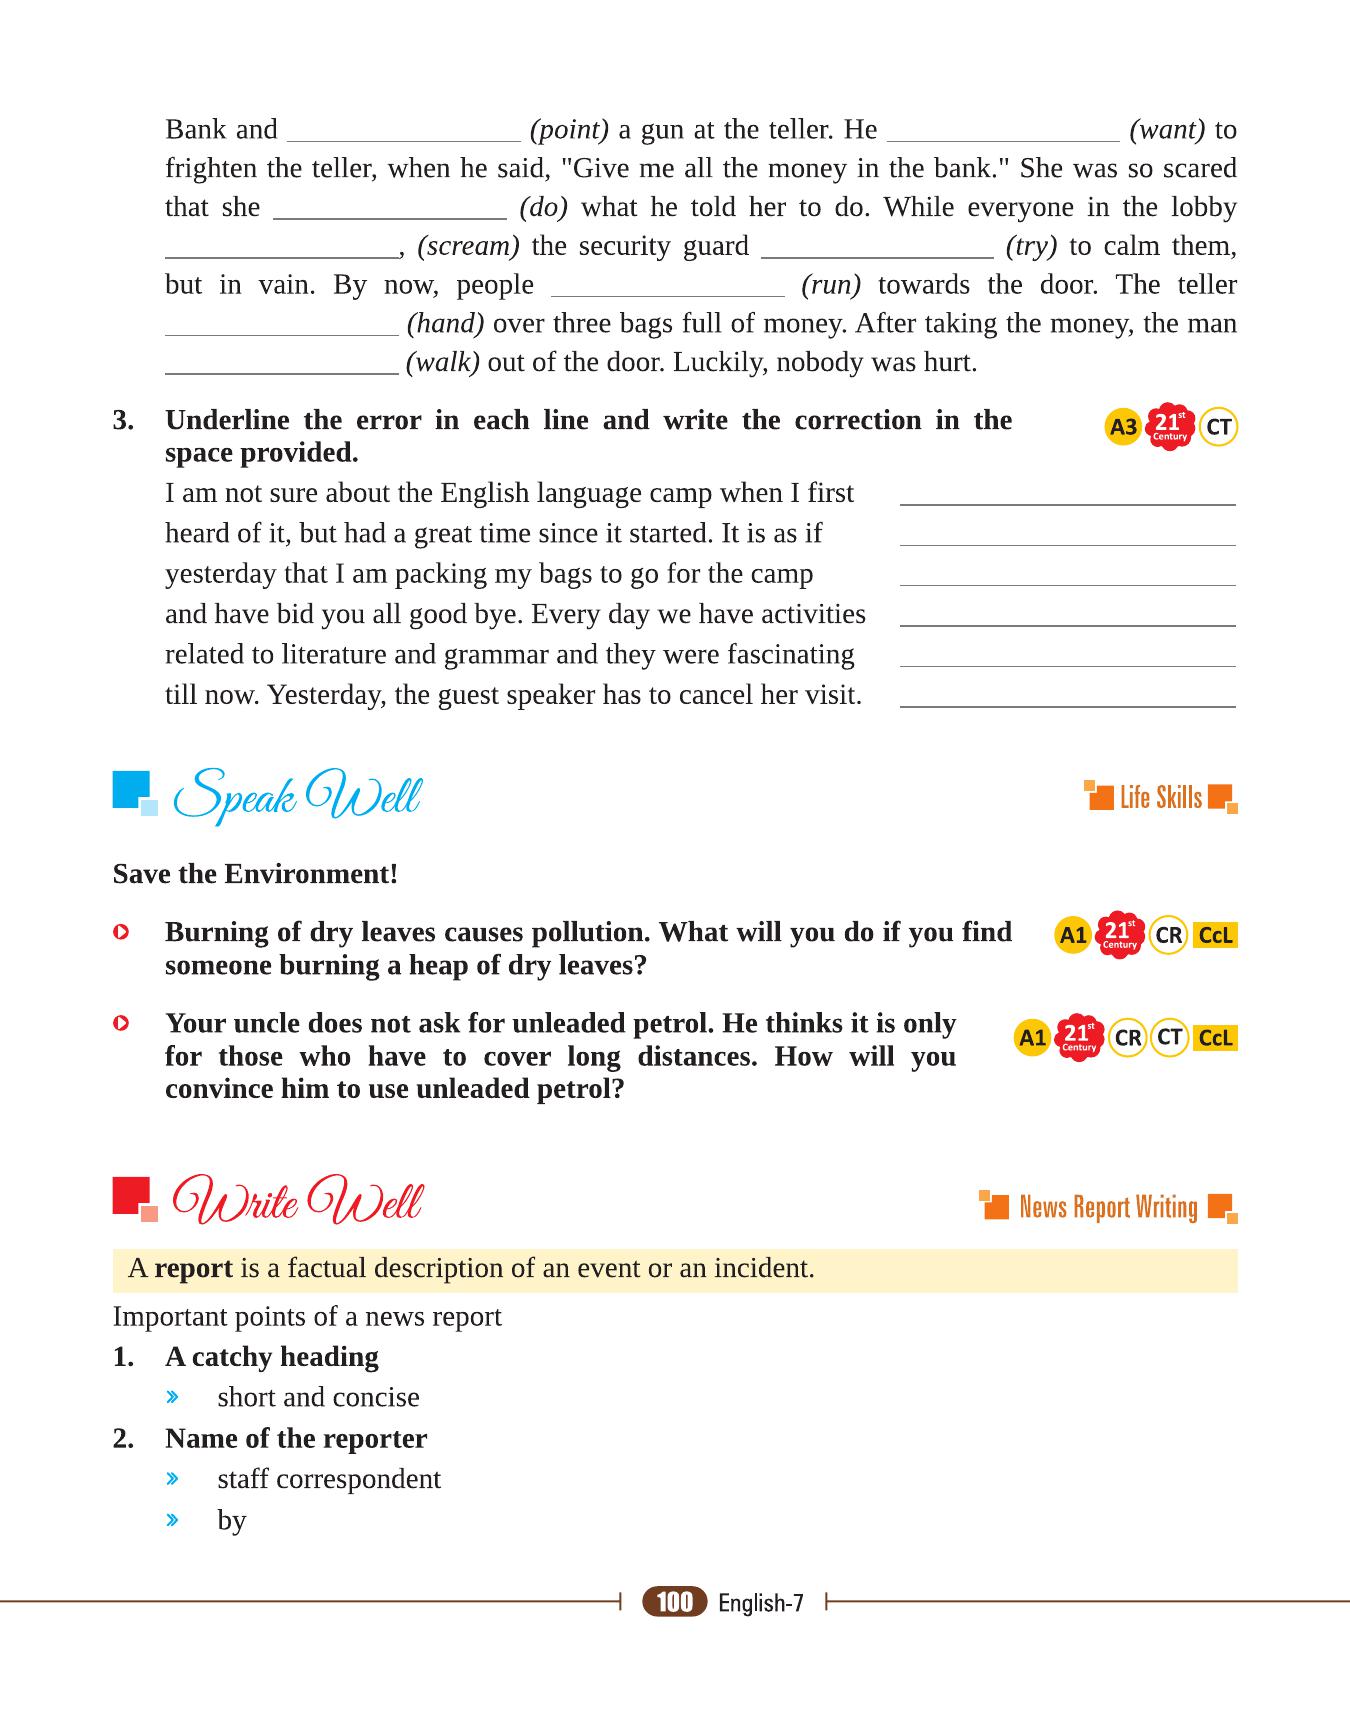 Bank and ____________ (point) a gun at the teller. He ____________ (want) to
frighten the teller, when he said, "Give me all the money in the bank." She was so scared
that she ____________ (do) what he told her to do. While everyone in the lobby
____________, (scream) the security guard ____________ (try) to calm them,
but in vain. By now, people ____________ (run) towards the door. The teller
____________ (hand) over three bags full of money. After taking the money, the man
____________ (walk) out of the door. Luckily, nobody was hurt.
3. Underline the error in each line and write the correction in the
space provided.
A3 21st Century CT
I am not sure about the English language camp when I first ____________
heard of it, but had a great time since it started. It is as if ____________
yesterday that I am packing my bags to go for the camp ____________
and have bid you all good bye. Every day we have activities ____________
related to literature and grammar and they were fascinating ____________
till now. Yesterday, the guest speaker has to cancel her visit. ____________
Speak Well
Life Skills
Save the Environment!
Burning of dry leaves causes pollution. What will you do if you find
someone burning a heap of dry leaves?
A1 21st Century CR CcL
Your uncle does not ask for unleaded petrol. He thinks it is only
for those who have to cover long distances. How will you
convince him to use unleaded petrol?
A1 21st Century CR CT CcL
Write Well
News Report Writing
A report is a factual description of an event or an incident.
Important points of a news report
1. A catchy heading
» short and concise
2. Name of the reporter
» staff correspondent
» by
100 English-7